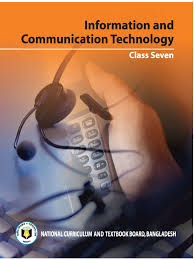 Information and
Communication Technology
Class Seven
NATIONAL CURRICULUM AND TEXTBOOK BOARD, BANGLADESH